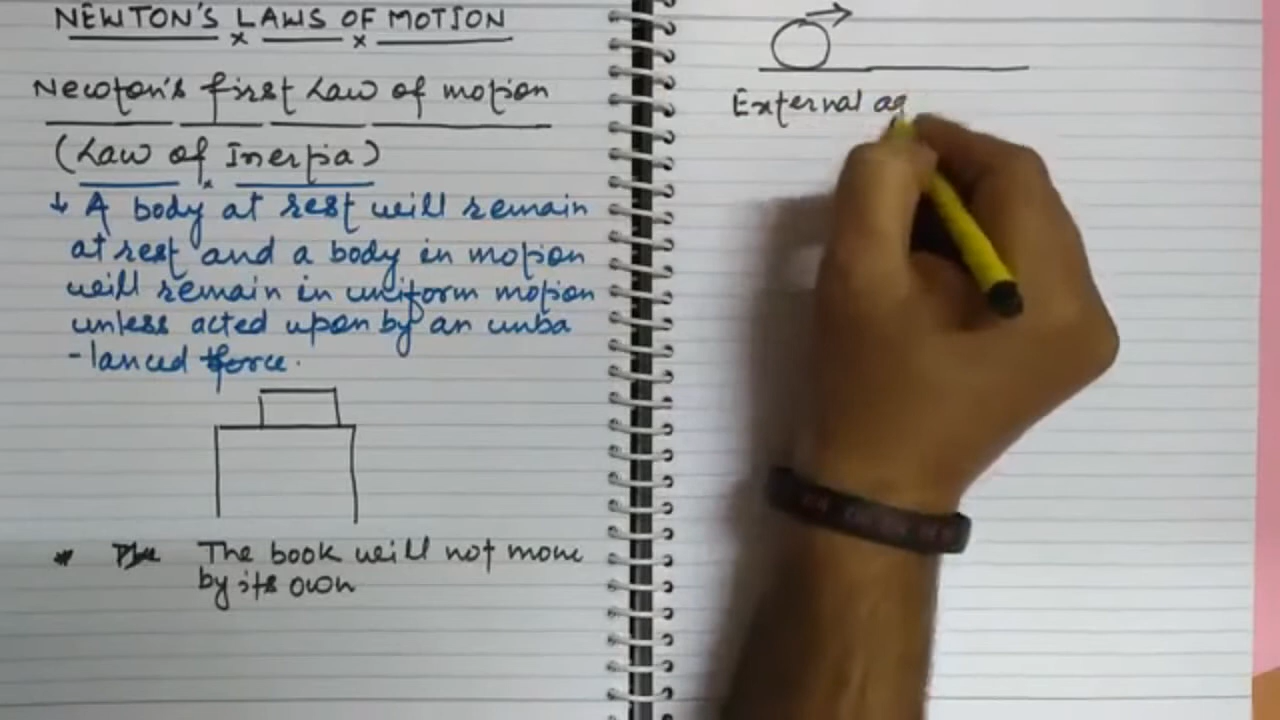 NEWTON'S LAWS OF MOTION
Newton's first Law of motion
(Law of Inertia)
↓ A body at rest will remain
at rest and a body in motion
will remain in uniform motion
unless acted upon by an unba
-lanced force.
The book will not move
by its own
External ag